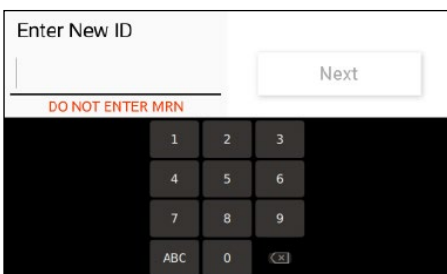 Enter New ID
Next
DO NOT ENTER MRN
1 2 3
4 5 6
7 8 9
ABC 0